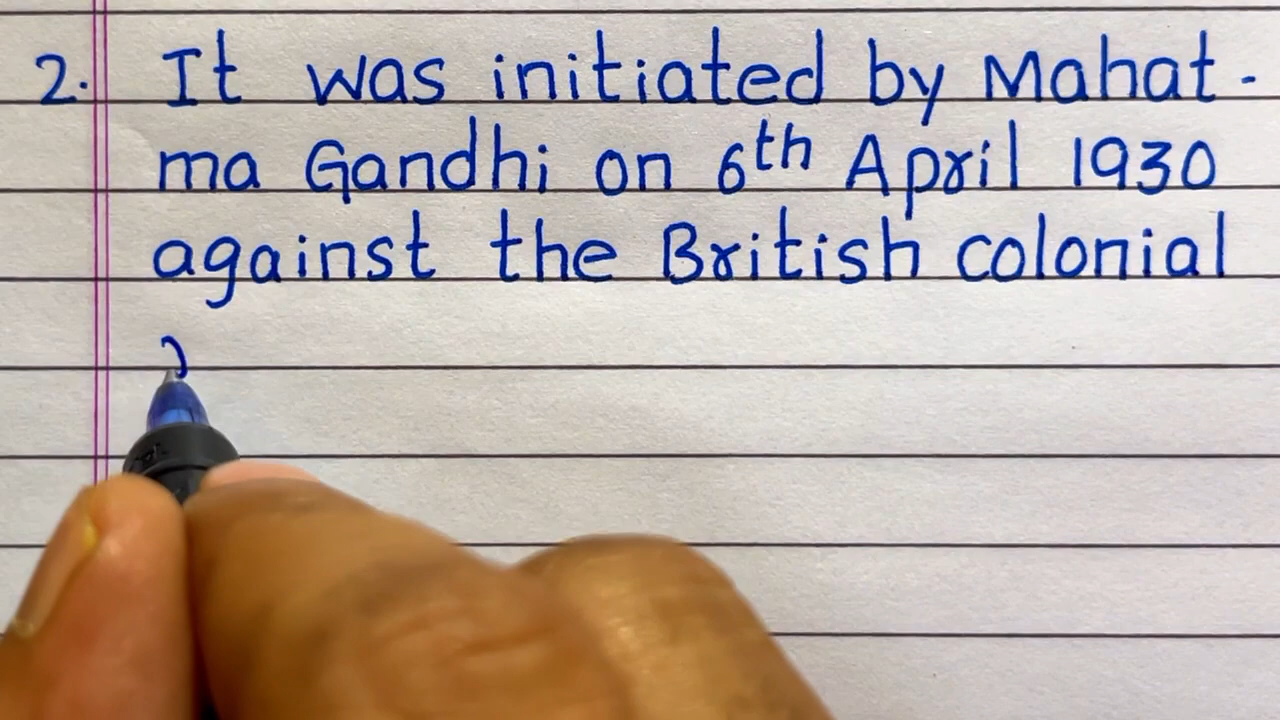 2. It was initiated by Mahat-
ma Gandhi on 6th April 1930
against the British colonial